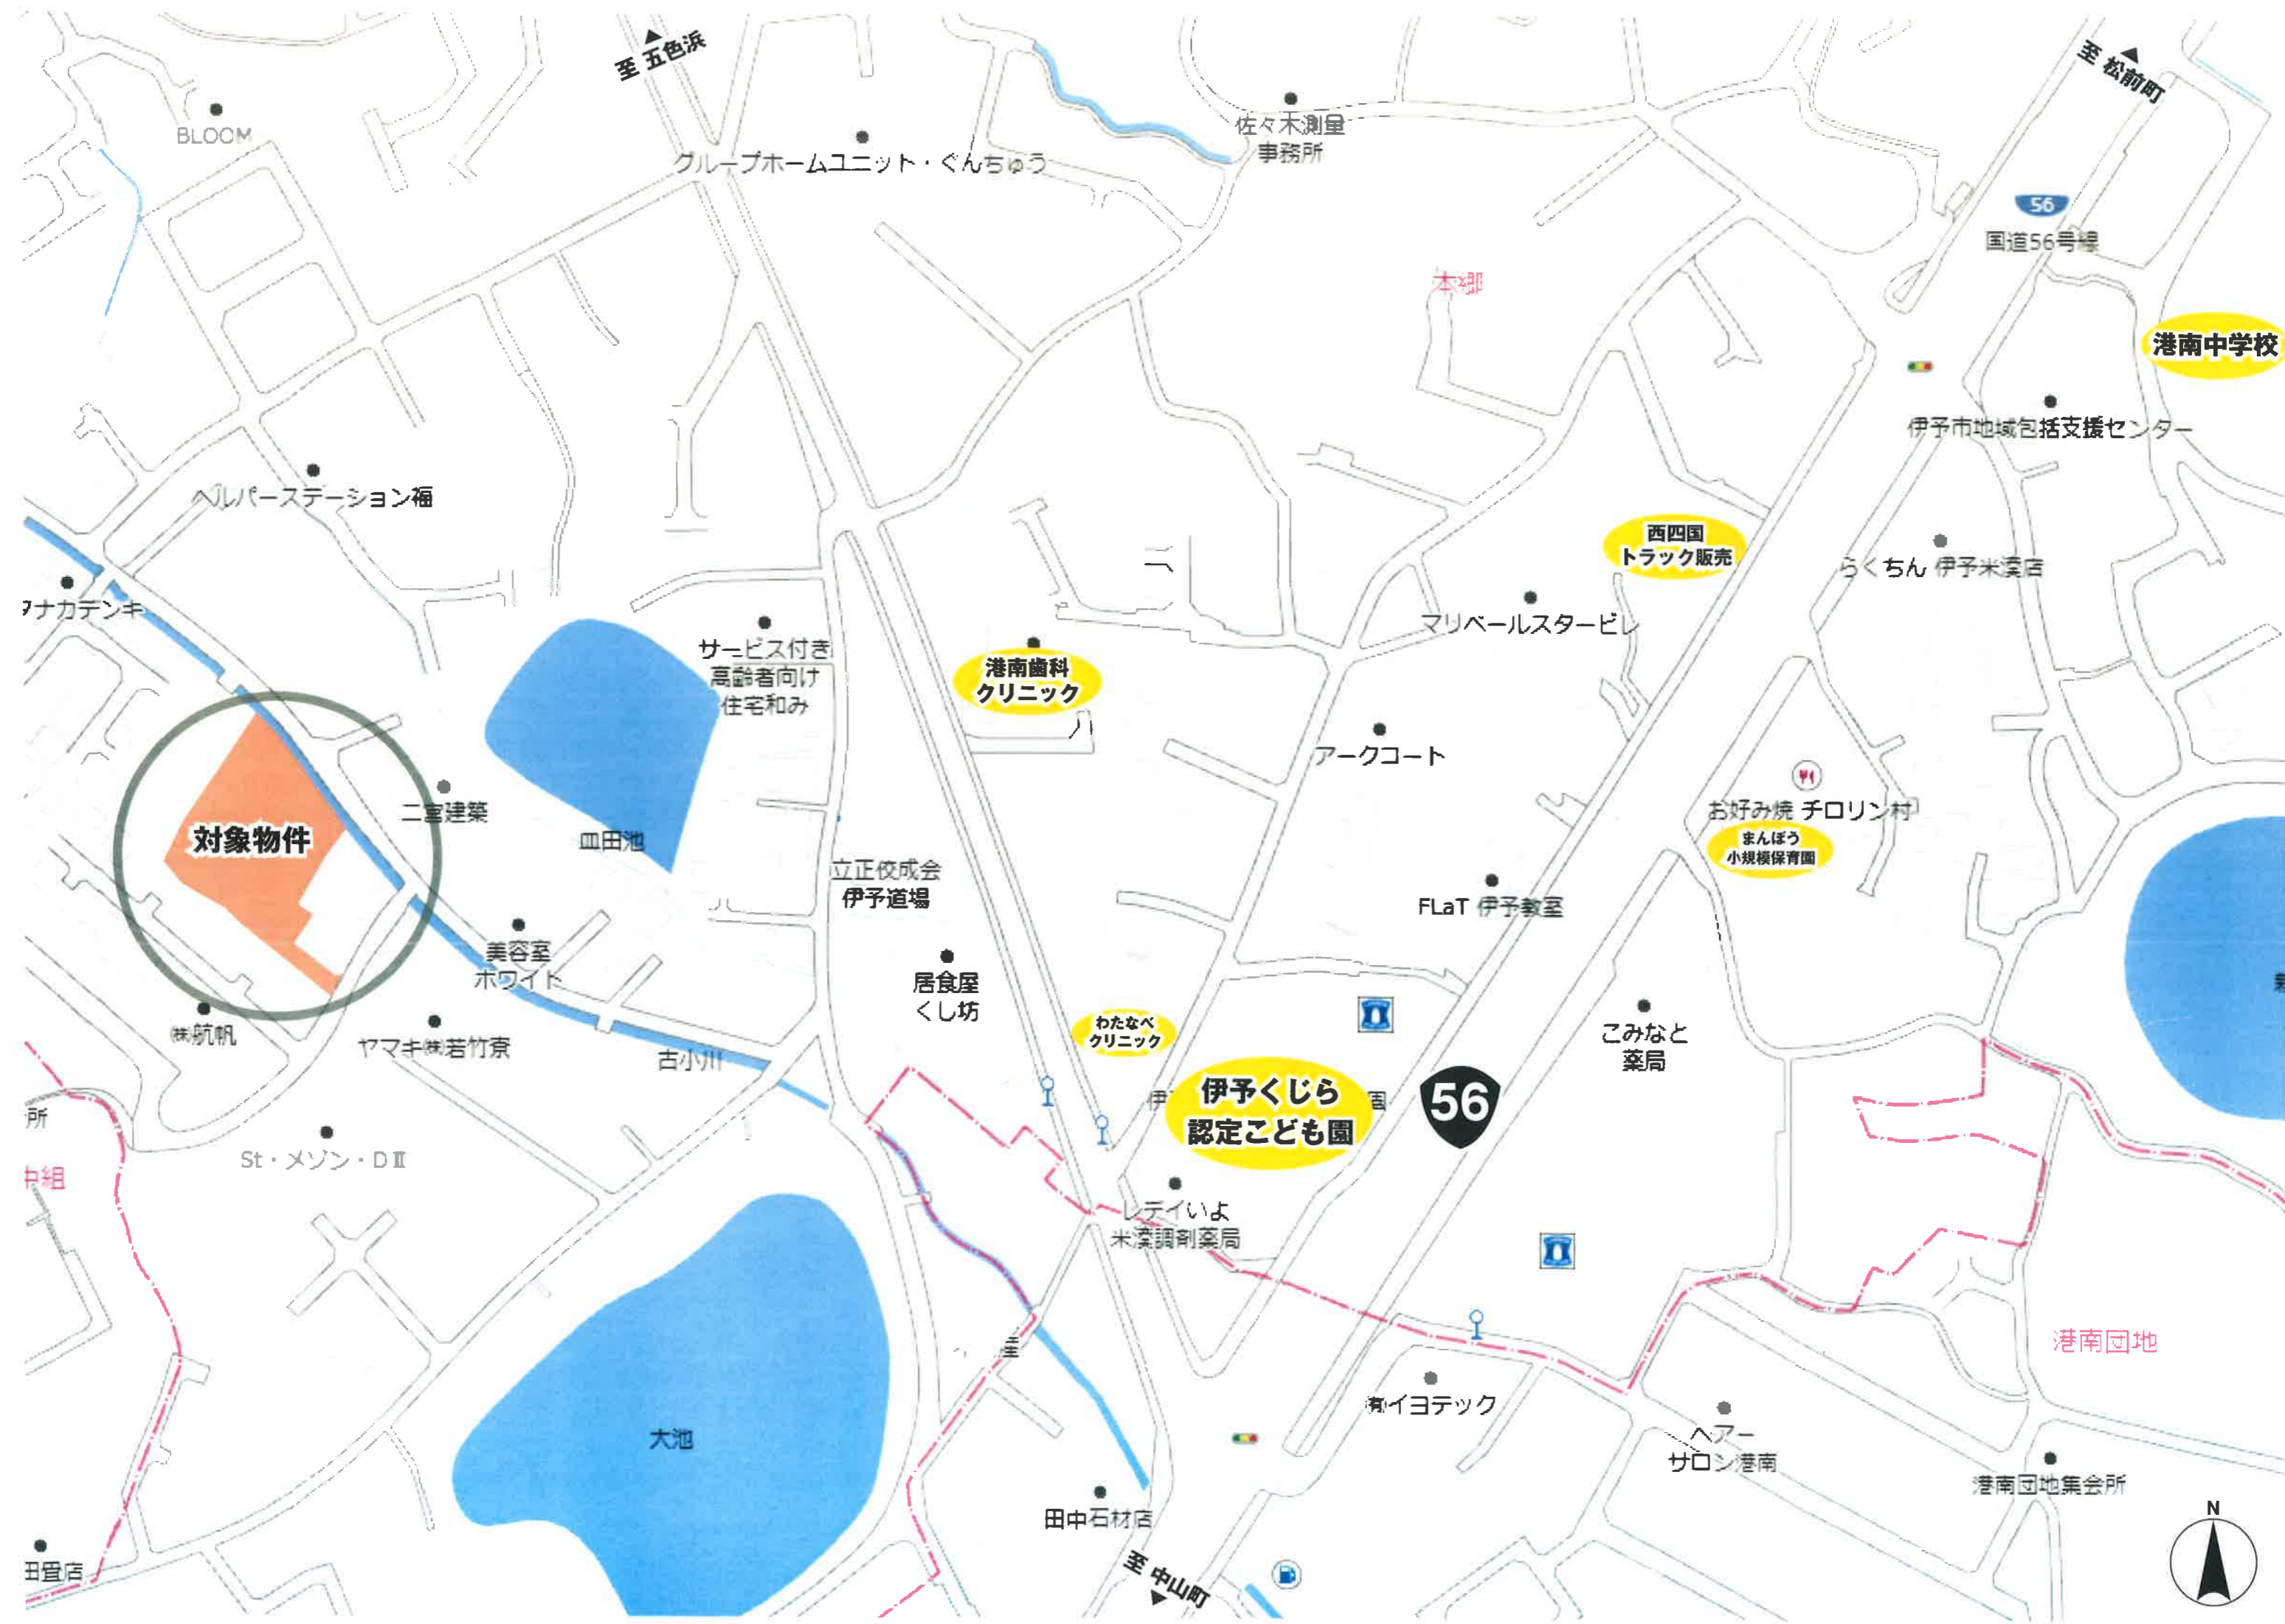 至 五色浜
至 松前町
BLOOM
グループホームユニット・ぐんちゅう
佐々木測量
事務所
56
国道56号線
本郷
港南中学校
伊予市地域包括支援センター
ヘルパーステーション福
西四国
トラック販売
らくちん 伊予米湊店
タナカデンキ
マリベールスタービレ
サービス付き
高齢者向け
住宅和み
港南歯科
クリニック
アークコート
お好み焼 チロリン村
まんぼう
小規模保育園
対象物件
二宮建築
皿田池
立正佼成会
伊予道場
FLaT 伊予教室
美容室
ホワイト
居食屋
くし坊
わたなべ
クリニック
こみなと
薬局
㈱航帆
ヤマキ㈱若竹寮
古小川
伊
伊予くじら
認定こども園
園
56
所
中組
St・メゾン・DⅡ
レデイいよ
米湊調剤薬局
港南団地
㈲イヨテック
大池
ヘアー
サロン港南
港南団地集会所
田中石材店
田畳店
至 中山町
N